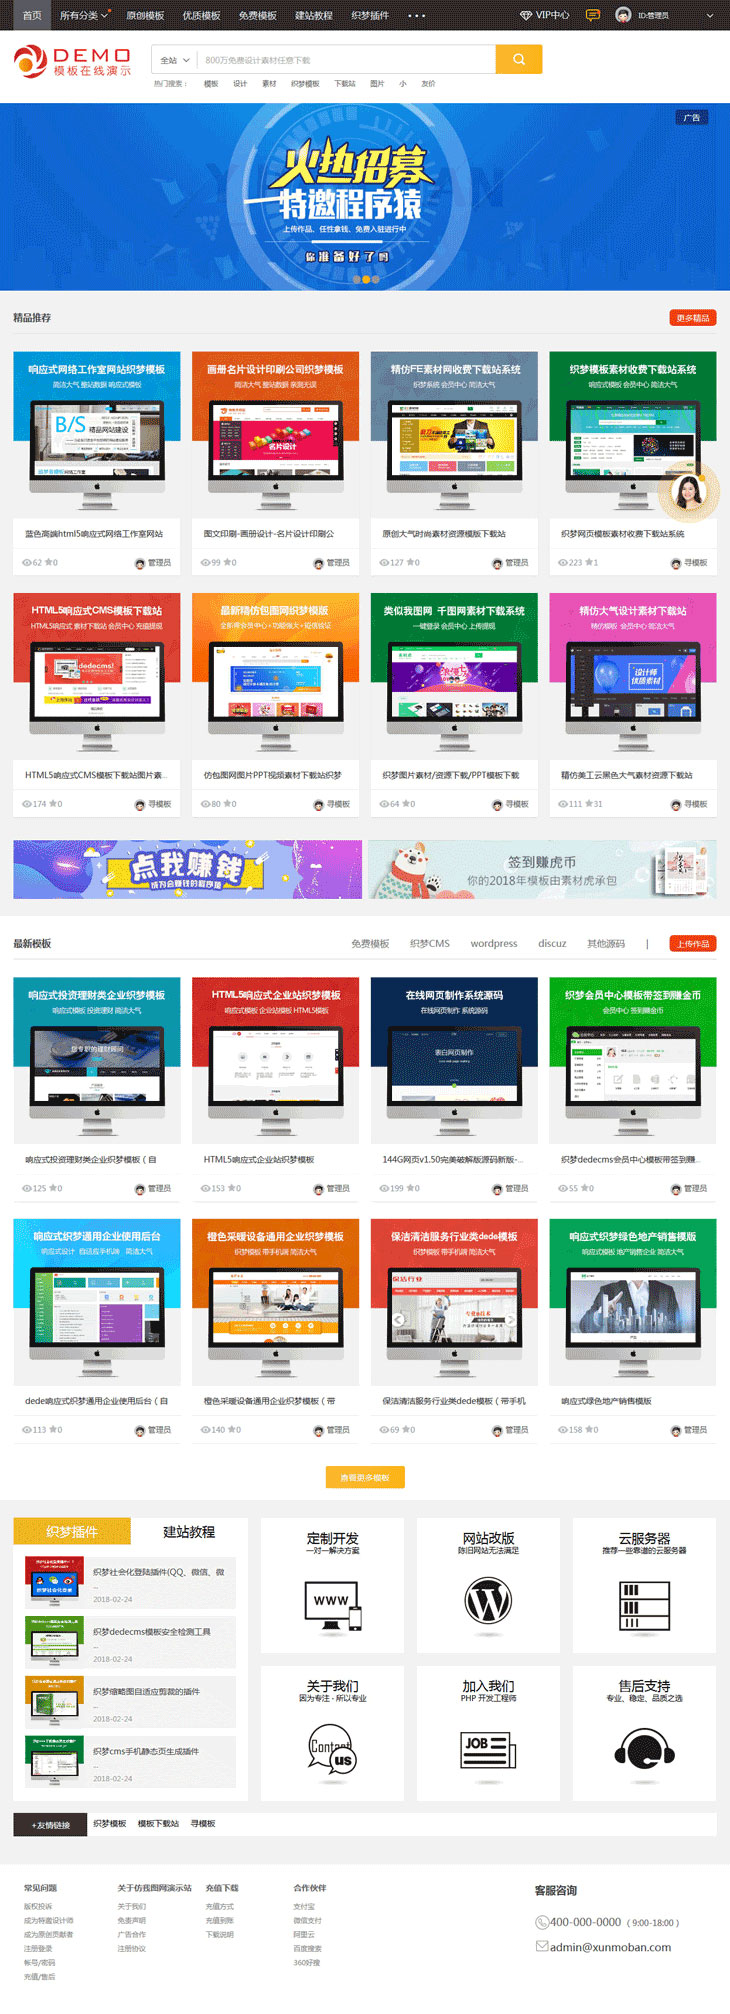 首页 所有分类 原创模板 优质模板 免费模板 建站教程 织梦插件 VIP中心 ID:管理员
DEMO
模板在线演示
全站 800万免费设计素材任意下载
热门搜索： 模板 设计 素材 织梦模板 下载站 图片 小 友价
广告
火热招募
特邀程序猿
上传作品、任性拿钱、免费入驻进行中
你准备好了吗
精品推荐 更多精品
响应式网络工作室网站织梦模板 画册名片设计印刷公司织梦模板 精仿FE素材网收费下载站系统 织梦模板素材收费下载站系统
简洁大气 整站数据 响应式模板 简洁大气 整站数据 亲测无误 织梦系统 会员中心 简洁大气 响应式模板 会员中心 简洁大气
B/S 精品网站建设
名片设计
蓝色高端html5响应式网络工作室网站 图文印刷-画册设计-名片设计印刷公 原创大气时尚素材资源模版下载站 织梦网页模板素材收费下载站系统
62 0 管理员 99 0 管理员 127 0 管理员 223 1 寻模板
HTML5响应式CMS模板下载站 最新精仿包图网织梦模版 类似我图网 千图网素材下载系统 精仿大气设计素材下载站
HTML5响应式 素材下载站 会员中心 充值提现 一键登录 会员中心 上传提现 精仿模板 会员中心 简洁大气
dedecms!
设计师
优质素材
HTML5响应式CMS模板下载站图片素... 仿包图网图片PPT视频素材下载站织梦 织梦图片素材/资源下载/PPT模板下载 精仿美工云黑色大气素材资源下载站
174 0 寻模板 80 0 寻模板 64 0 寻模板 111 31 寻模板
点我赚钱
成为会赚钱的程序猿
签到赚虎币
你的2018年模板由素材虎承包
最新模板 免费模板 织梦CMS wordpress discuz 其他源码 | 上传作品
响应式投资理财类企业织梦模板 HTML5响应式企业站织梦模板 在线网页制作系统源码 织梦会员中心模板带签到赚金币
响应式模板 投资理财 简洁大气 响应式模板 企业站模板 HTML5模板 在线网页制作 系统源码 会员中心 签到赚金币
您专职的理财顾问
表白网页制作
响应式投资理财类企业织梦模板（自 HTML5响应式企业站织梦模板 144G网页v1.50完美破解版源码新版-... 织梦dedecms会员中心模板带签到赚...
125 0 管理员 153 0 管理员 199 0 管理员 55 0 管理员
响应式织梦通用企业使用后台 橙色采暖设备通用企业织梦模板 保洁清洁服务行业类dede模板 响应式织梦绿色地产销售模版
响应式设计 自适应手机端 简洁大气 织梦模板 带手机端 简洁大气 织梦模板 带手机端 简洁大气 响应式模板 地产销售企业 简洁大气
保洁行业
dede响应式织梦通用企业使用后台（自 橙色采暖设备通用企业织梦模板（带 保洁清洁服务行业类dede模板（带手机 响应式绿色地产销售模版
113 0 管理员 140 0 管理员 69 0 管理员 158 0 管理员
查看更多模板
织梦插件 建站教程
织梦社会化登陆插件(QQ、微信、微
...
2018-02-24
织梦dedecms模板安全检测工具
...
2018-02-24
织梦缩略图自适应剪裁的插件
...
2018-02-24
织梦cms手机静态页生成插件
...
2018-02-24
定制开发 网站改版 云服务器
一对一解决方案 陈旧网站无法满足 推荐一些靠谱的云服务器
WWW
关于我们 加入我们 售后支持
因为专注 - 所以专业 PHP 开发工程师 专业、稳定、品质之选
Contact us
JOB
+友情链接 织梦模板 模板下载站 寻模板
常见问题 关于仿我图网演示站 充值下载 合作伙伴 客服咨询
版权投诉 关于我们 充值方式 支付宝
成为特邀设计师 免责声明 充值到账 微信支付
成为原创贡献者 广告合作 下载说明 阿里云
注册登录 注册协议 百度搜索
帐号/密码 360好搜
充值/售后
400-000-0000 （9:00-18:00）
admin@xunmoban.com